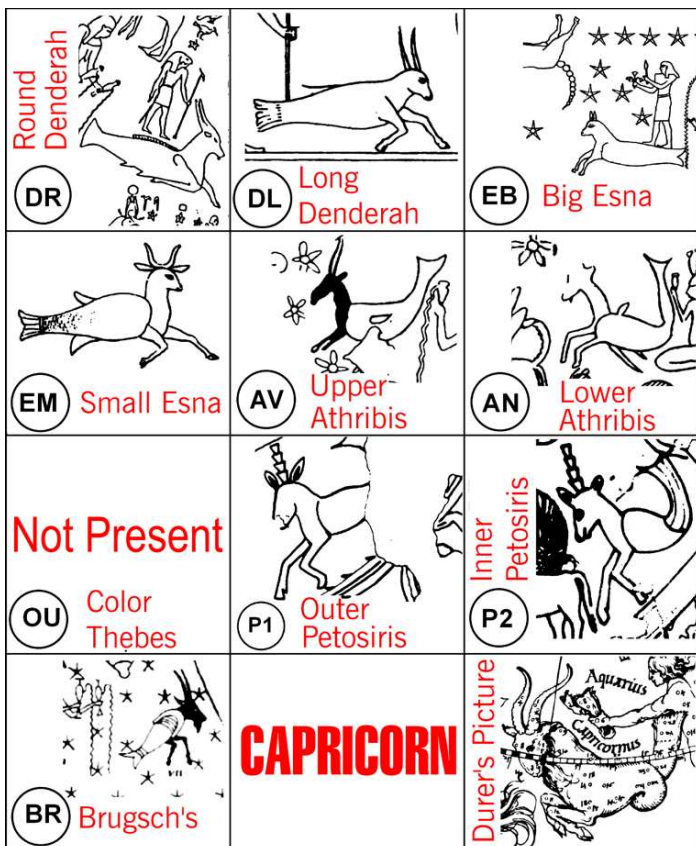 Round
Denderah
DR
DL
Long
Denderah
EB
Big Esna
EM
Small Esna
AV
Upper
Athribis
AN
Lower
Athribis
Not Present
OU
Color
Thebes
P1
Outer
Petosiris
Inner
Petosiris
P2
BR
Brugsch's
VII
CAPRICORN
Durer's Picture
Aquarius
Capricornus